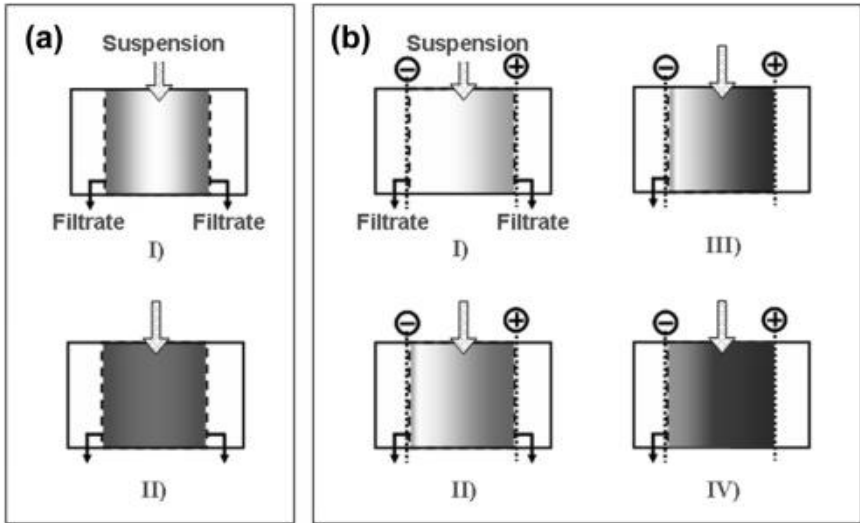 (a)
Suspension
Filtrate Filtrate
I)
II)
(b)
Suspension
− +
Filtrate Filtrate
I)
− +
III)
− +
II)
− +
IV)